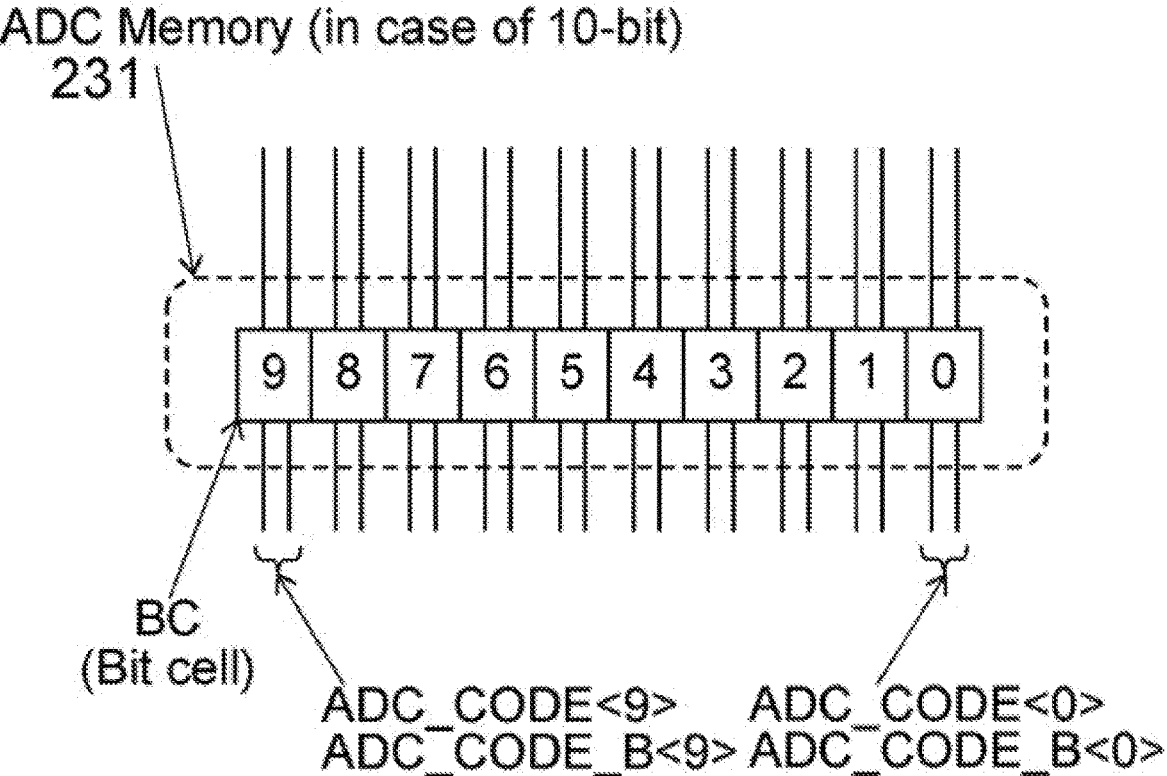 ADC Memory (in case of 10-bit)
231
9 8 7 6 5 4 3 2 1 0
BC
(Bit cell)
ADC_CODE<9> ADC_CODE<0>
ADC_CODE_B<9> ADC_CODE_B<0>